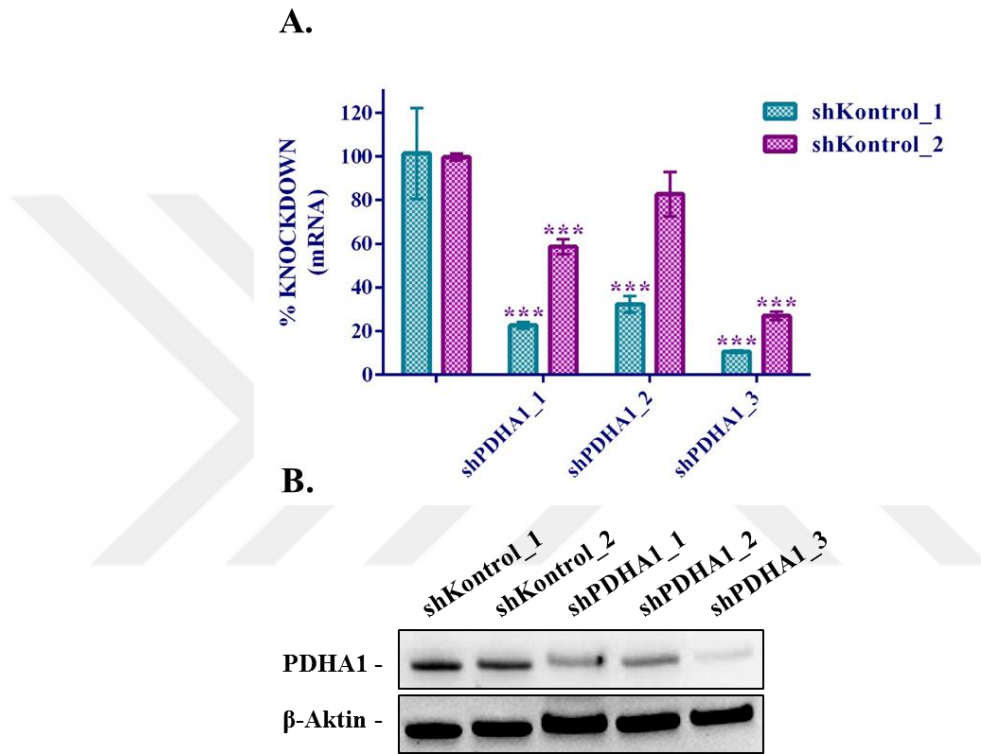 A.
shKontrol_1
shKontrol_2
% KNOCKDOWN
(mRNA)
120
100
80
60
40
20
0
***
***
***
***
***
shPDHA1_1
shPDHA1_2
shPDHA1_3
B.
shKontrol_1
shKontrol_2
shPDHA1_1
shPDHA1_2
shPDHA1_3
PDHA1 -
β-Aktin -